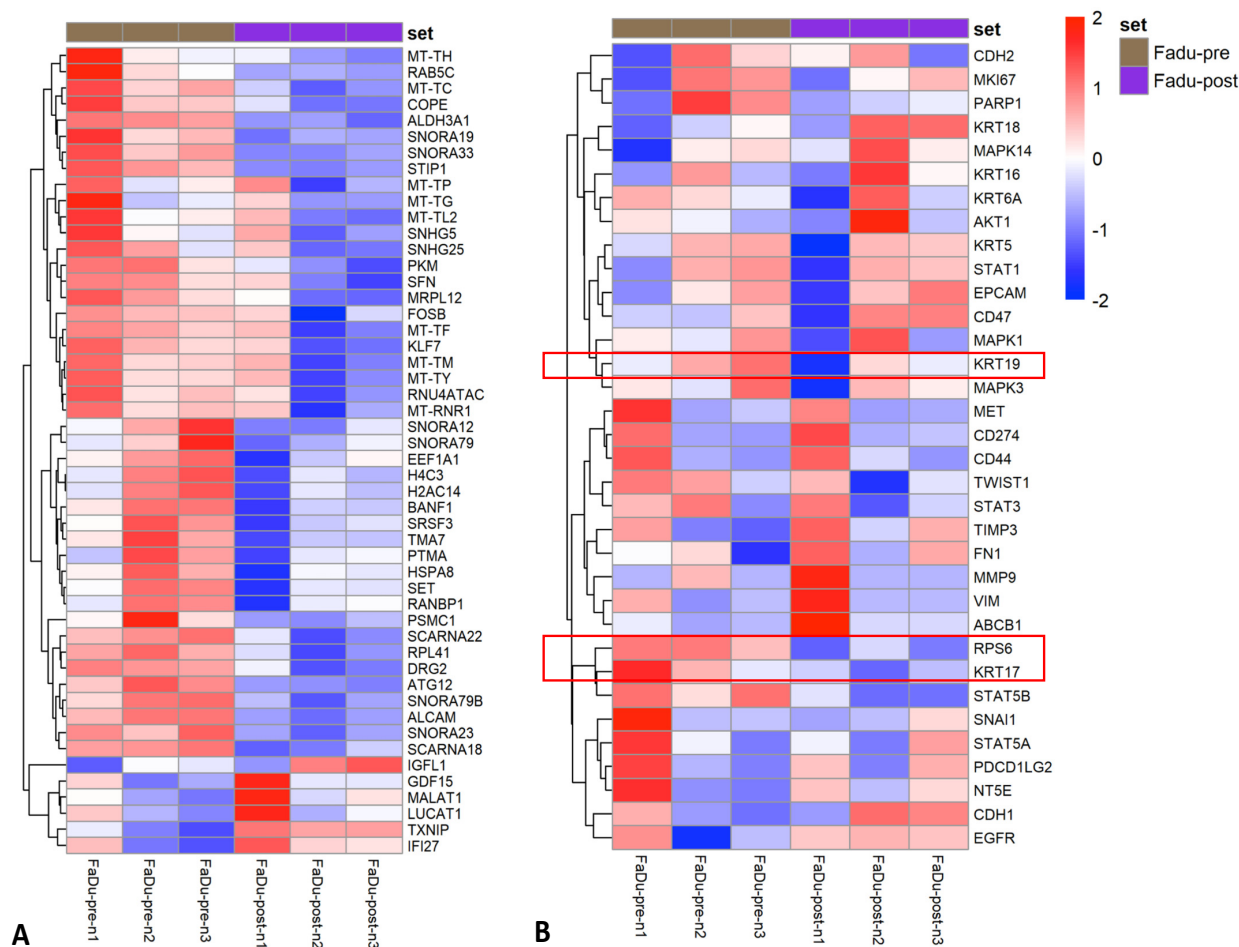 set
MT-TH
RAB5C
MT-TC
COPE
ALDH3A1
SNORA19
SNORA33
STIP1
MT-TP
MT-TG
MT-TL2
SNHG5
SNHG25
PKM
SFN
MRPL12
FOSB
MT-TF
KLF7
MT-TM
MT-TY
RNU4ATAC
MT-RNR1
SNORA12
SNORA79
EEF1A1
H4C3
H2AC14
BANF1
SRSF3
TMA7
PTMA
HSPA8
SET
RANBP1
PSMC1
SCARNA22
RPL41
DRG2
ATG12
SNORA79B
ALCAM
SNORA23
SCARNA18
IGFL1
GDF15
MALAT1
LUCAT1
TXNIP
IFI27
FaDu-pre-n1
FaDu-pre-n2
FaDu-pre-n3
FaDu-post-n1
FaDu-post-n2
FaDu-post-n3
A
set
CDH2
MKI67
PARP1
KRT18
MAPK14
KRT16
KRT6A
AKT1
KRT5
STAT1
EPCAM
CD47
MAPK1
KRT19
MAPK3
MET
CD274
CD44
TWIST1
STAT3
TIMP3
FN1
MMP9
VIM
ABCB1
RPS6
KRT17
STAT5B
SNAI1
STAT5A
PDCD1LG2
NT5E
CDH1
EGFR
FaDu-pre-n1
FaDu-pre-n2
FaDu-pre-n3
FaDu-post-n1
FaDu-post-n2
FaDu-post-n3
B
2
1
0
-1
-2
set
Fadu-pre
Fadu-post